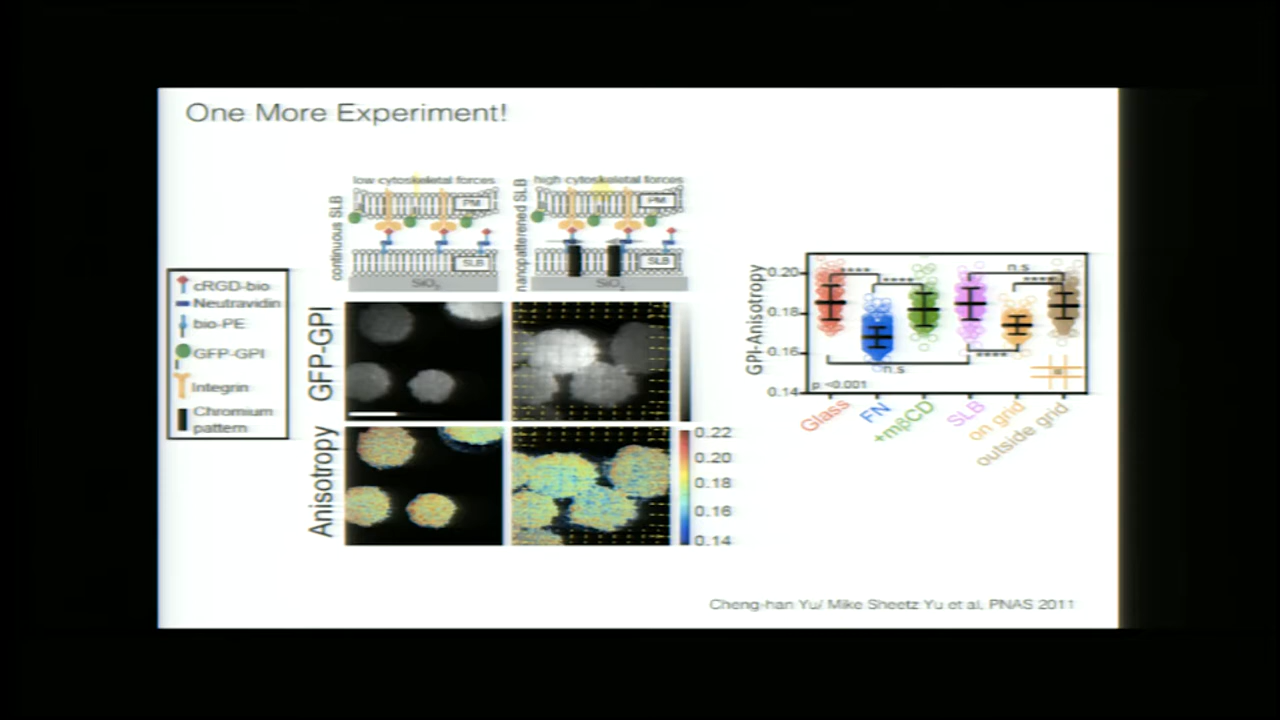 One More Experiment!
continuous SLB
low cytoskeletal forces
PM
SLB
SiO2
nanopatterened SLB
high cytoskeletal forces
PM
SLB
SiO2
cRGD-bio
Neutravidin
bio-PE
GFP-GPI
Integrin
Chromium
pattern
GFP-GPI
Anisotropy
0.22
0.20
0.18
0.16
0.14
GPI-Anisotropy
0.20
0.18
0.16
0.14
****
****
n.s
****
n.s
****
p <0.001
Glass
FN
+mβCD
SLB
on grid
outside grid
Cheng-han Yu/ Mike Sheetz Yu et al, PNAS 2011